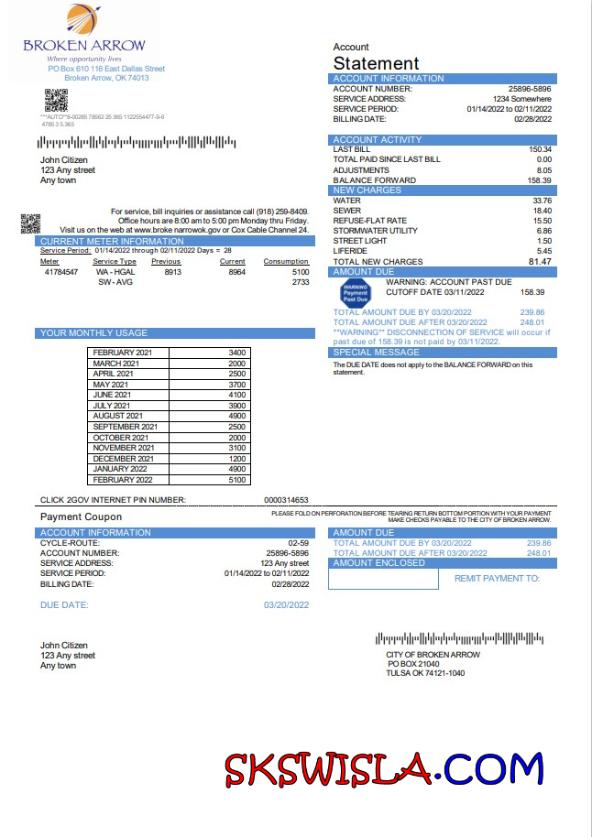 BROKEN ARROW
Where opportunity lives
PO Box 610 116 East Dallas Street
Broken Arrow, OK 74013
John Citizen
123 Any street
Any town
Account
Statement
ACCOUNT INFORMATION
ACCOUNT NUMBER: 25896-5896
SERVICE ADDRESS: 1234 Somewhere
SERVICE PERIOD: 01/14/2022 to 02/11/2022
BILLING DATE: 02/28/2022
ACCOUNT ACTIVITY
LAST BILL 150.34
TOTAL PAID SINCE LAST BILL 0.00
ADJUSTMENTS 8.05
BALANCE FORWARD 158.39
NEW CHARGES
WATER 33.76
SEWER 18.40
REFUSE-FLAT RATE 15.50
STORMWATER UTILITY 6.86
STREET LIGHT 1.50
LIFERIDE 5.45
TOTAL NEW CHARGES 81.47
AMOUNT DUE
WARNING Payment Past Due
WARNING: ACCOUNT PAST DUE
CUTOFF DATE 03/11/2022 158.39
TOTAL AMOUNT DUE BY 03/20/2022 239.86
TOTAL AMOUNT DUE AFTER 03/20/2022 248.01
**WARNING** DISCONNECTION OF SERVICE will occur if
past due of 158.39 is not paid by 03/11/2022.
SPECIAL MESSAGE
The DUE DATE does not apply to the BALANCE FORWARD on this
statement.
For service, bill inquiries or assistance call (918) 259-8409.
Office hours are 8:00 am to 5:00 pm Monday thru Friday.
Visit us on the web at www.broke narrowok.gov or Cox Cable Channel 24.
CURRENT METER INFORMATION
Service Period: 01/14/2022 through 02/11/2022 Days = 28
Meter Service Type Previous Current Consumption
41784547 WA - HGAL 8913 8964 5100
SW - AVG 2733
YOUR MONTHLY USAGE
FEBRUARY 2021 3400
MARCH 2021 2000
APRIL 2021 2500
MAY 2021 3700
JUNE 2021 4100
JULY 2021 3900
AUGUST 2021 4900
SEPTEMBER 2021 2500
OCTOBER 2021 2000
NOVEMBER 2021 3100
DECEMBER 2021 1200
JANUARY 2022 4900
FEBRUARY 2022 5100
CLICK 2GOV INTERNET PIN NUMBER: 0000314653
Payment Coupon
PLEASE FOLD ON PERFORATION BEFORE TEARING RETURN BOTTOM PORTION WITH YOUR PAYMENT
MAKE CHECKS PAYABLE TO THE CITY OF BROKEN ARROW.
ACCOUNT INFORMATION
CYCLE-ROUTE: 02-59
ACCOUNT NUMBER: 25896-5896
SERVICE ADDRESS: 123 Any street
SERVICE PERIOD: 01/14/2022 to 02/11/2022
BILLING DATE: 02/28/2022
DUE DATE: 03/20/2022
AMOUNT DUE
TOTAL AMOUNT DUE BY 03/20/2022 239.86
TOTAL AMOUNT DUE AFTER 03/20/2022 248.01
AMOUNT ENCLOSED
REMIT PAYMENT TO:
John Citizen
123 Any street
Any town
CITY OF BROKEN ARROW
PO BOX 21040
TULSA OK 74121-1040
SKSWISLA.COM